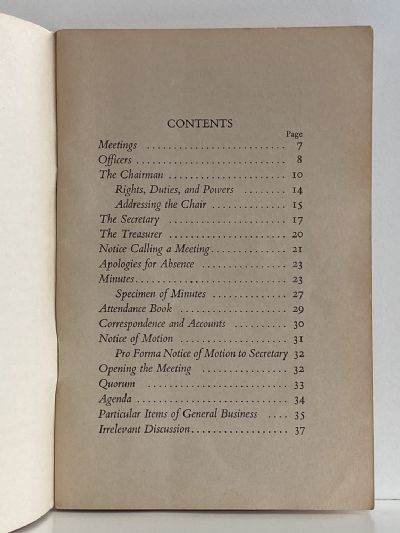 CONTENTS
Page
Meetings ........................ 7
Officers .......................... 8
The Chairman .................... 10
Rights, Duties, and Powers ........ 14
Addressing the Chair .............. 15
The Secretary .................... 17
The Treasurer .................... 20
Notice Calling a Meeting ............. 21
Apologies for Absence .............. 23
Minutes .......................... 23
Specimen of Minutes .............. 27
Attendance Book .................. 29
Correspondence and Accounts ........ 30
Notice of Motion .................. 31
Pro Forma Notice of Motion to Secretary 32
Opening the Meeting .............. 32
Quorum ........................ 33
Agenda .......................... 34
Particular Items of General Business .... 35
Irrelevant Discussion ................ 37